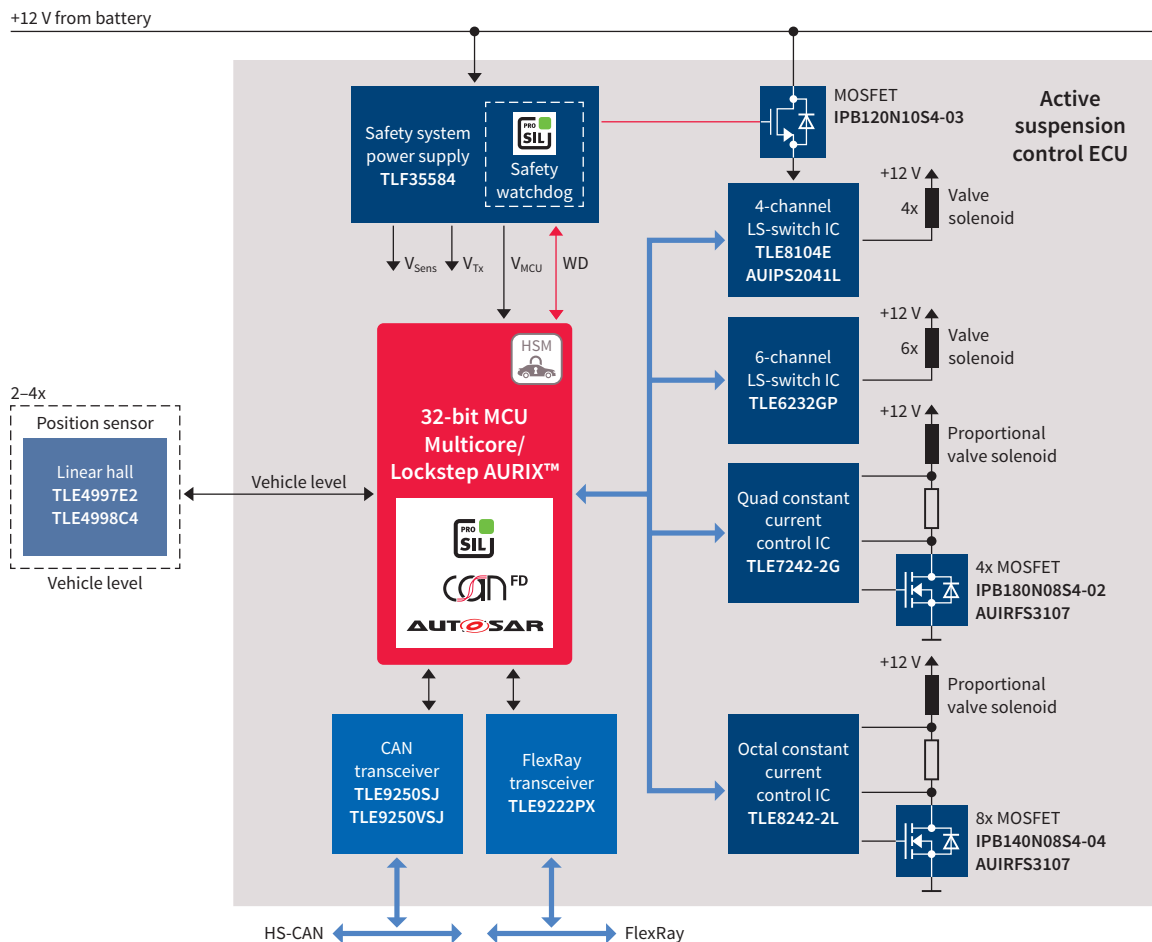 +12 V from battery
Active
suspension
control ECU
MOSFET
IPB120N10S4-03
Safety system
power supply
TLF35584
PRO
SIL
Safety
watchdog
V Sens
V Tx
V MCU
WD
4-channel
LS-switch IC
TLE8104E
AUIPS2041L
+12 V
4x
Valve
solenoid
6-channel
LS-switch IC
TLE6232GP
+12 V
6x
Valve
solenoid
HSM
32-bit MCU
Multicore/
Lockstep AURIX™
PRO
SIL
CAN FD
AUTOSAR
2–4x
Position sensor
Linear hall
TLE4997E2
TLE4998C4
Vehicle level
Vehicle level
+12 V
Proportional
valve solenoid
Quad constant
current
control IC
TLE7242-2G
4x MOSFET
IPB180N08S4-02
AUIRFS3107
+12 V
Proportional
valve solenoid
Octal constant
current
control IC
TLE8242-2L
8x MOSFET
IPB140N08S4-04
AUIRFS3107
CAN
transceiver
TLE9250SJ
TLE9250VSJ
FlexRay
transceiver
TLE9222PX
HS-CAN
FlexRay